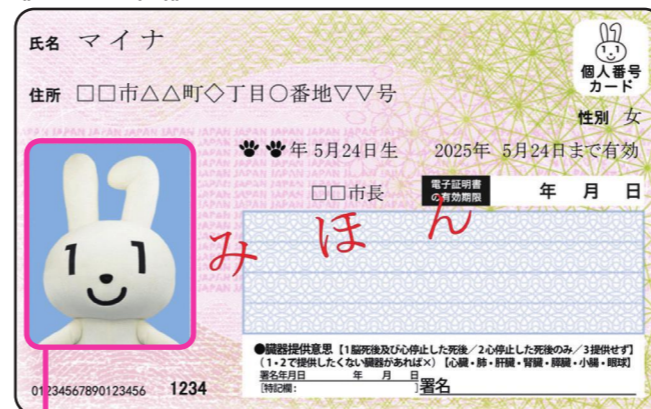 氏名 マイナ
個人番号
カード
住所 □□市△△町◇丁目○番地▽▽号
性別 女
年 5月24日生 2025年 5月24日まで有効
□□市長 電子証明書の有効期限 年 月 日
みほん
●臓器提供意思【1脳死後及び心停止した死後/2心停止した死後のみ/3提供せず】
(1・2で提供したくない臓器があれば×)【心臓・肺・肝臓・腎臓・膵臓・小腸・眼球】
署名年月日 年 月 日
[特記欄: ]署名
01234567890123456 1234